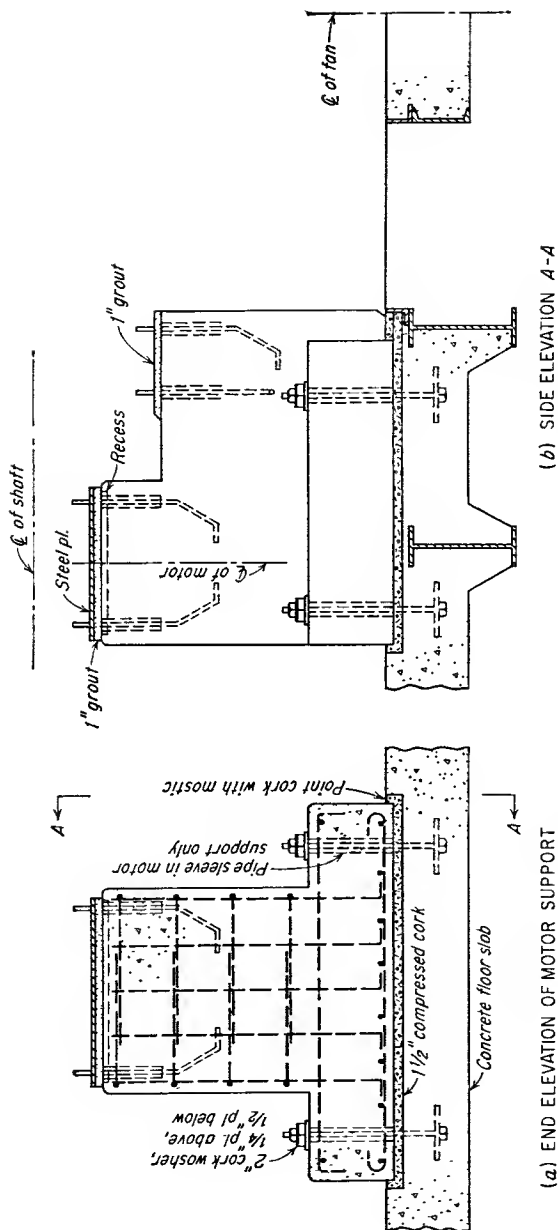 ℄ of shaft
Steel pl.
Recess
1" grout
℄ of motor
1" grout
℄ of fan
(b) SIDE ELEVATION A-A
A
Point cork with mastic
Pipe sleeve in motor
support only
2" cork washer,
1/4" pl. above,
1/2" pl below
1 1/2" compressed cork
Concrete floor slab
A
(a) END ELEVATION OF MOTOR SUPPORT